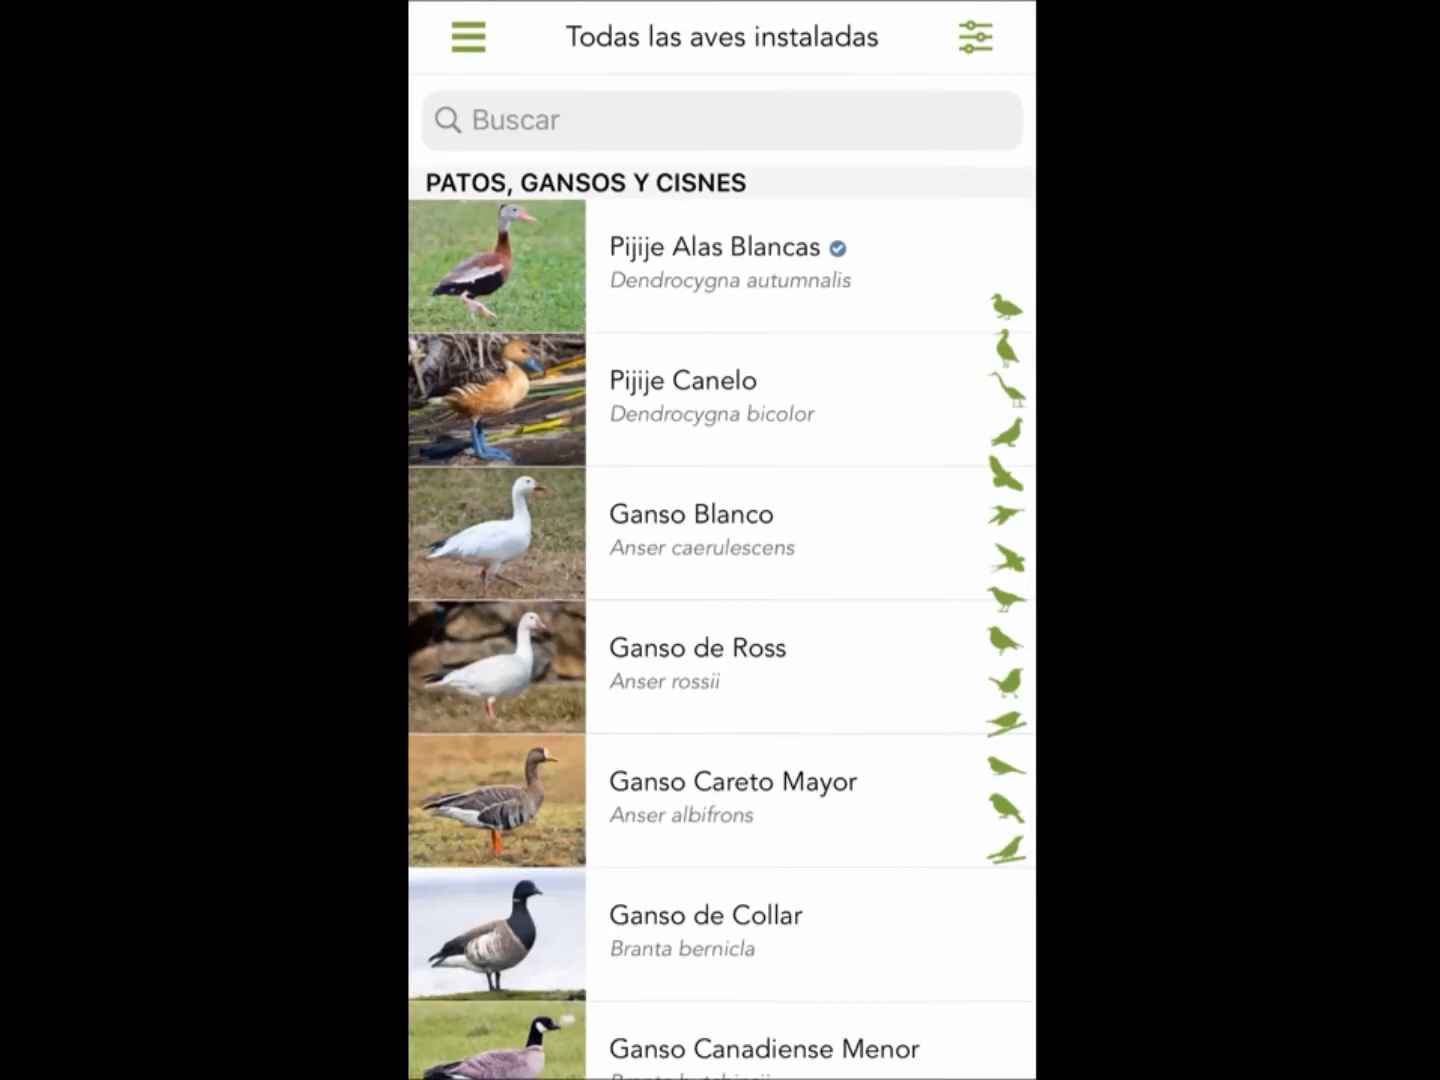 Todas las aves instaladas
Buscar
PATOS, GANSOS Y CISNES
Pijije Alas Blancas
Dendrocygna autumnalis
Pijije Canelo
Dendrocygna bicolor
Ganso Blanco
Anser caerulescens
Ganso de Ross
Anser rossii
Ganso Careto Mayor
Anser albifrons
Ganso de Collar
Branta bernicla
Ganso Canadiense Menor